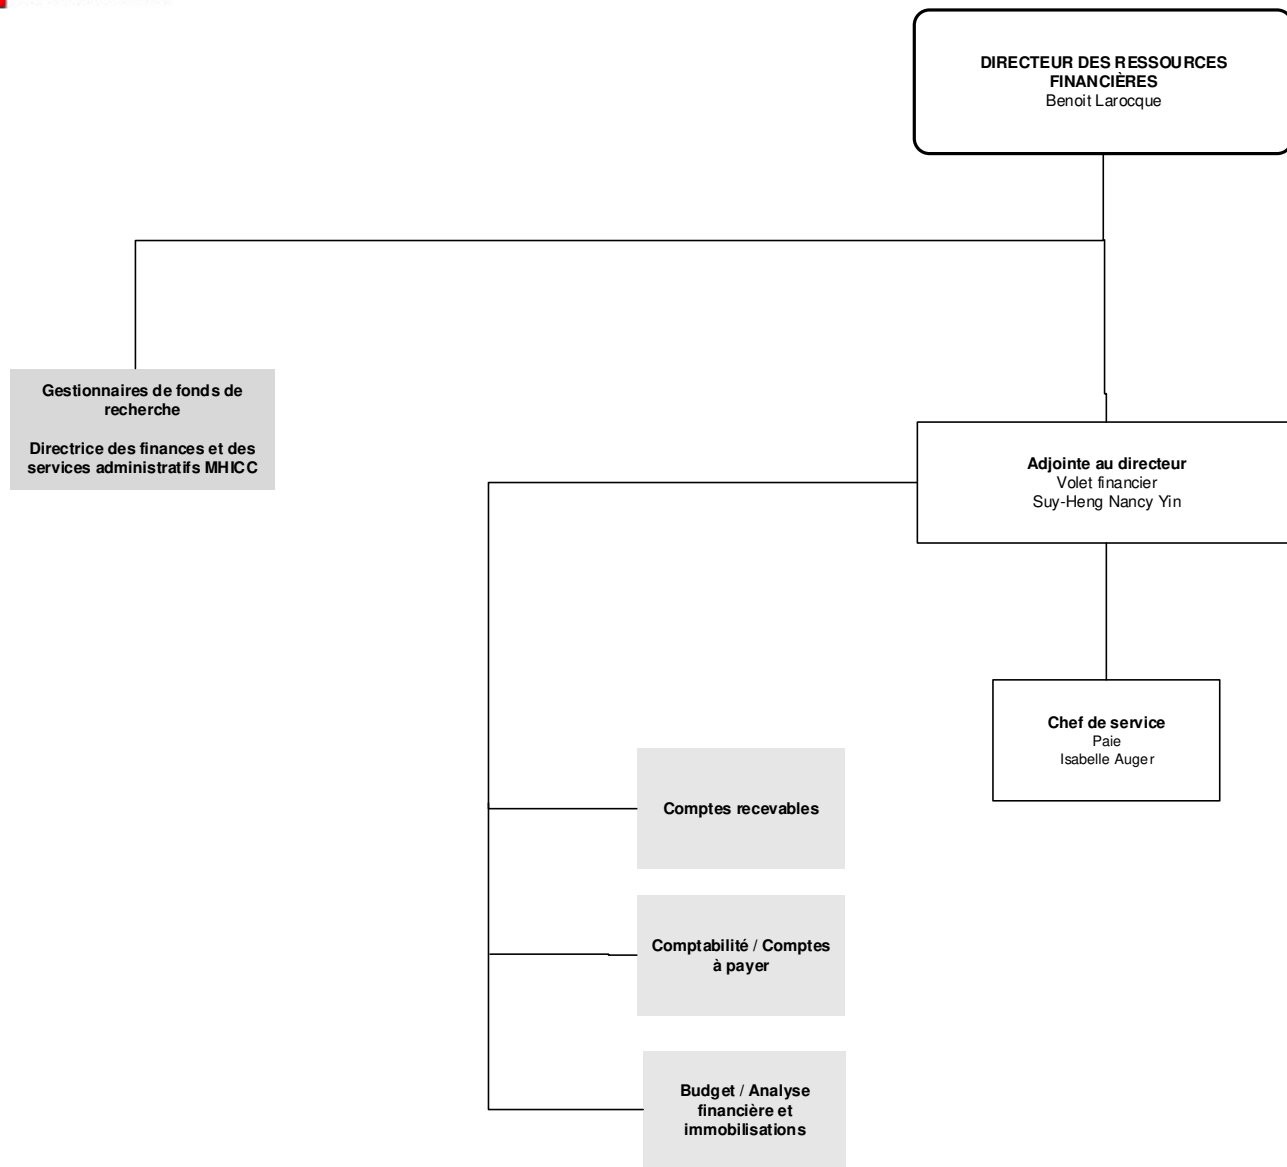 DIRECTEUR DES RESSOURCES
FINANCIÈRES
Benoit Larocque
Gestionnaires de fonds de
recherche
Directrice des finances et des
services administratifs MHICC
Adjointe au directeur
Volet financier
Suy-Heng Nancy Yin
Chef de service
Paie
Isabelle Auger
Comptes recevables
Comptabilité / Comptes
à payer
Budget / Analyse
financière et
immobilisations